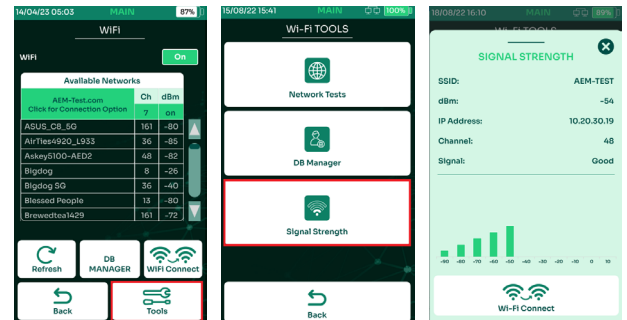 14/04/23 05:03 MAIN 87%
WiFi
WiFi On
Available Networks
AEM-Test.com
Click for Connection Option
Ch dBm
7 on
ASUS_C8_5G 161 -80
AirTies4920_L933 36 -85
Askey5100-AED2 48 -82
Bigdog 8 -26
Bigdog SG 36 -40
Blessed People 13 -80
Brewedtea1429 161 -72
Refresh
DB
MANAGER
WiFi Connect
Back
Tools
15/08/22 15:41 MAIN 100%
Wi-Fi TOOLS
Network Tests
DB Manager
Signal Strength
Back
18/08/22 16:10 MAIN 89%
Wi-Fi TOOLS
SIGNAL STRENGTH
SSID: AEM-TEST
dBm: -54
IP Address: 10.20.30.19
Channel: 48
Signal: Good
-90 -80 -70 -60 -50 -40 -30 -20 -10 0 10
Wi-Fi Connect